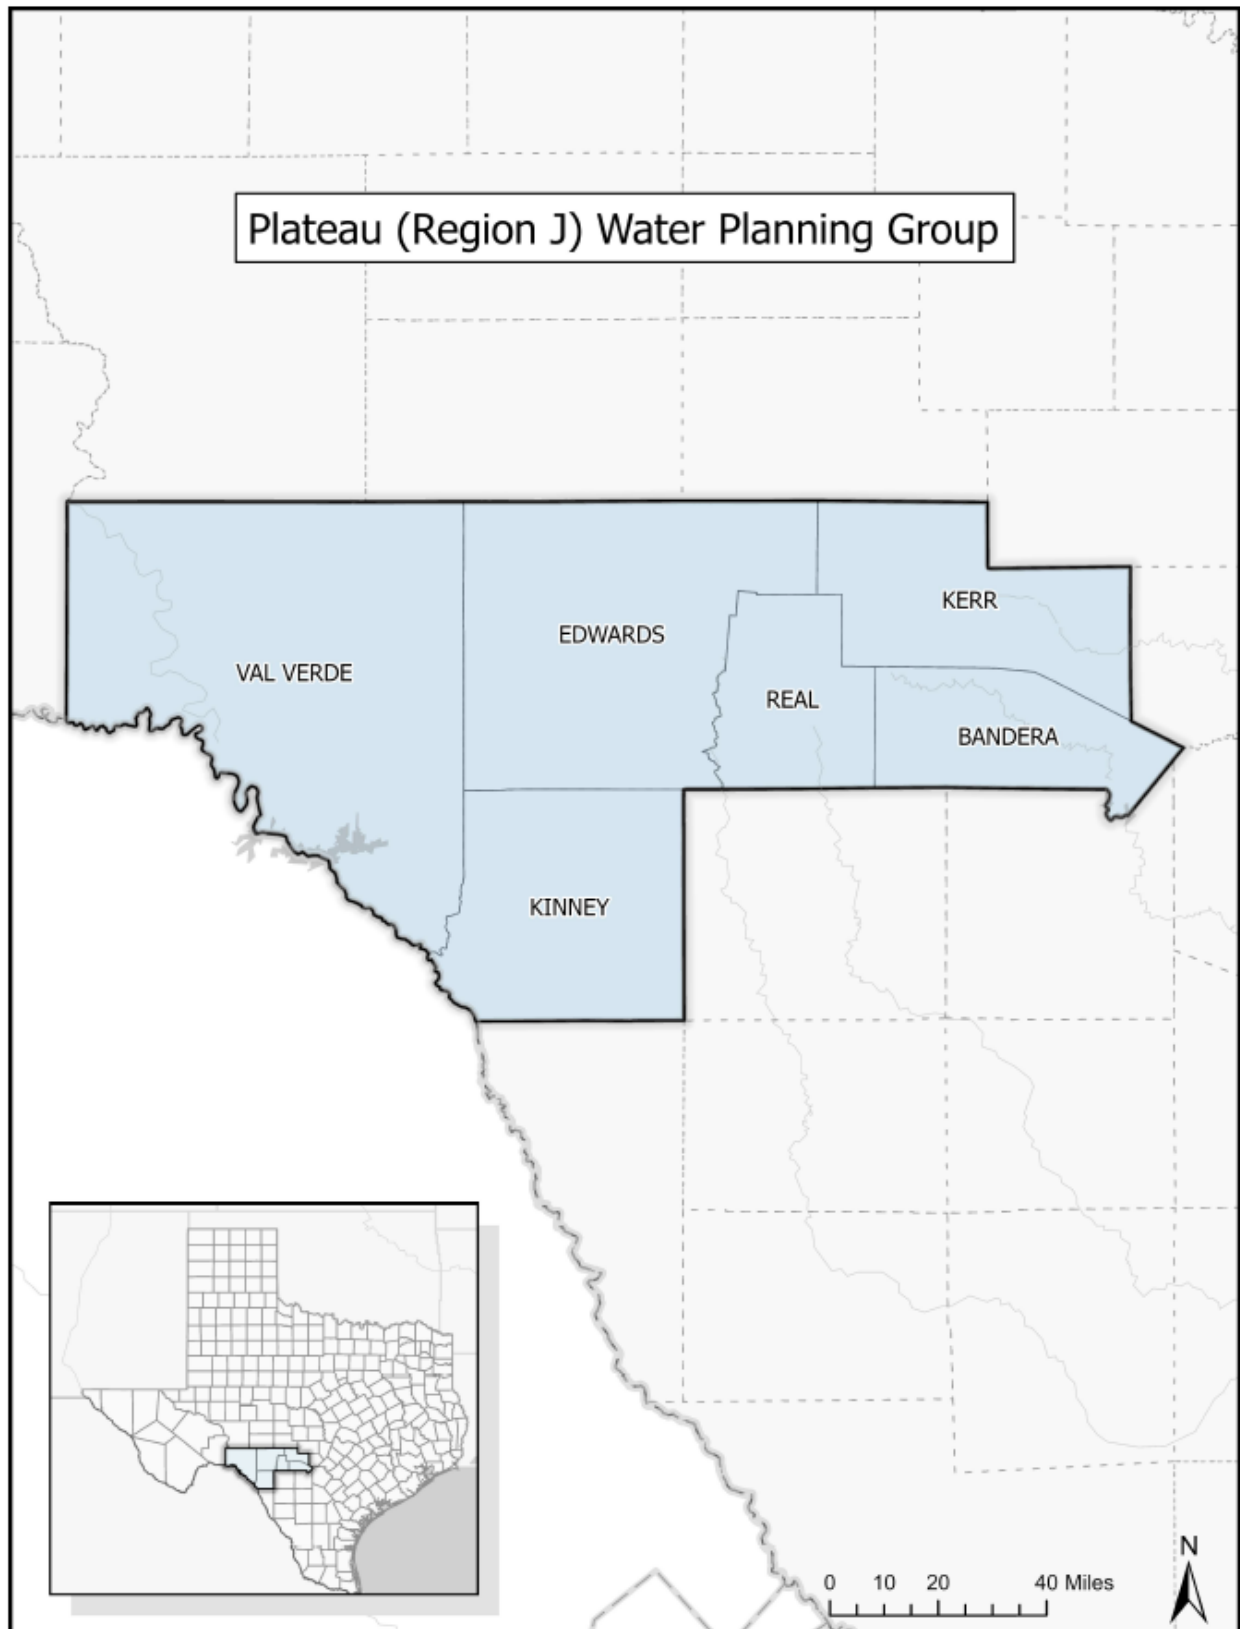 Plateau (Region J) Water Planning Group
KERR
EDWARDS
VAL VERDE
REAL
BANDERA
KINNEY
N
0 10 20 40 Miles